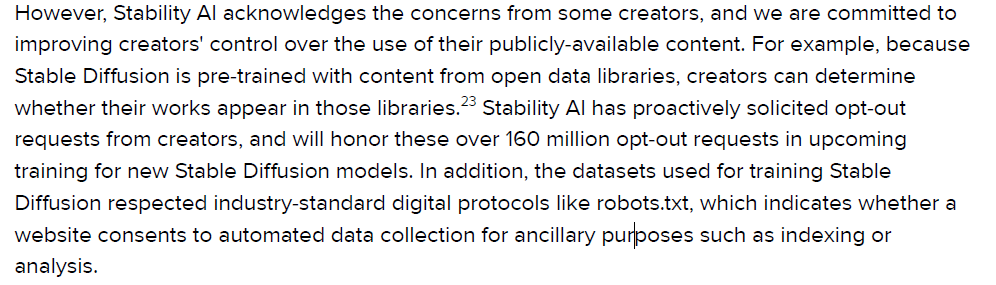 However, Stability AI acknowledges the concerns from some creators, and we are committed to
improving creators' control over the use of their publicly-available content. For example, because
Stable Diffusion is pre-trained with content from open data libraries, creators can determine
whether their works appear in those libraries.23 Stability AI has proactively solicited opt-out
requests from creators, and will honor these over 160 million opt-out requests in upcoming
training for new Stable Diffusion models. In addition, the datasets used for training Stable
Diffusion respected industry-standard digital protocols like robots.txt, which indicates whether a
website consents to automated data collection for ancillary purposes such as indexing or
analysis.